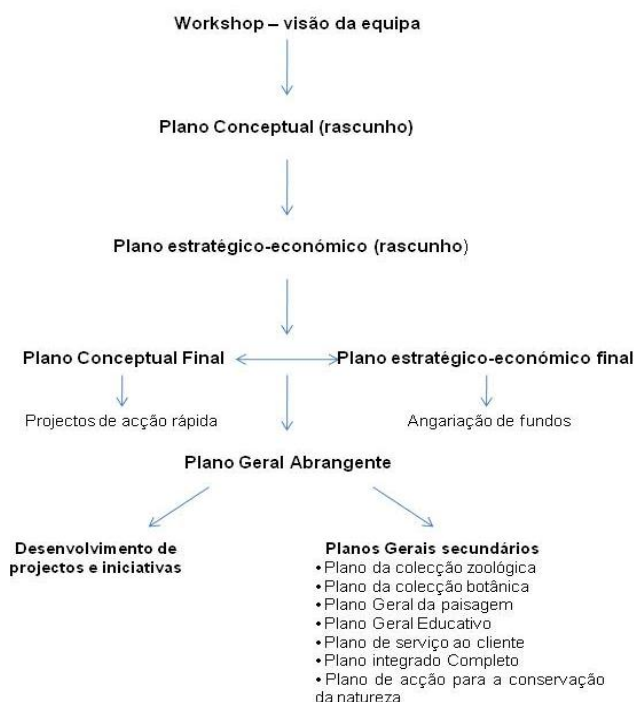 Workshop – visão da equipa
Plano Conceptual (rascunho)
Plano estratégico-económico (rascunho)
Plano Conceptual Final
Plano estratégico-económico final
Projectos de acção rápida
Angariação de fundos
Plano Geral Abrangente
Desenvolvimento de
projectos e iniciativas
Planos Gerais secundários
•Plano da colecção zoológica
•Plano da colecção botânica
•Plano Geral da paisagem
•Plano Geral Educativo
•Plano de serviço ao cliente
•Plano integrado Completo
•Plano de acção para a conservação
da natureza